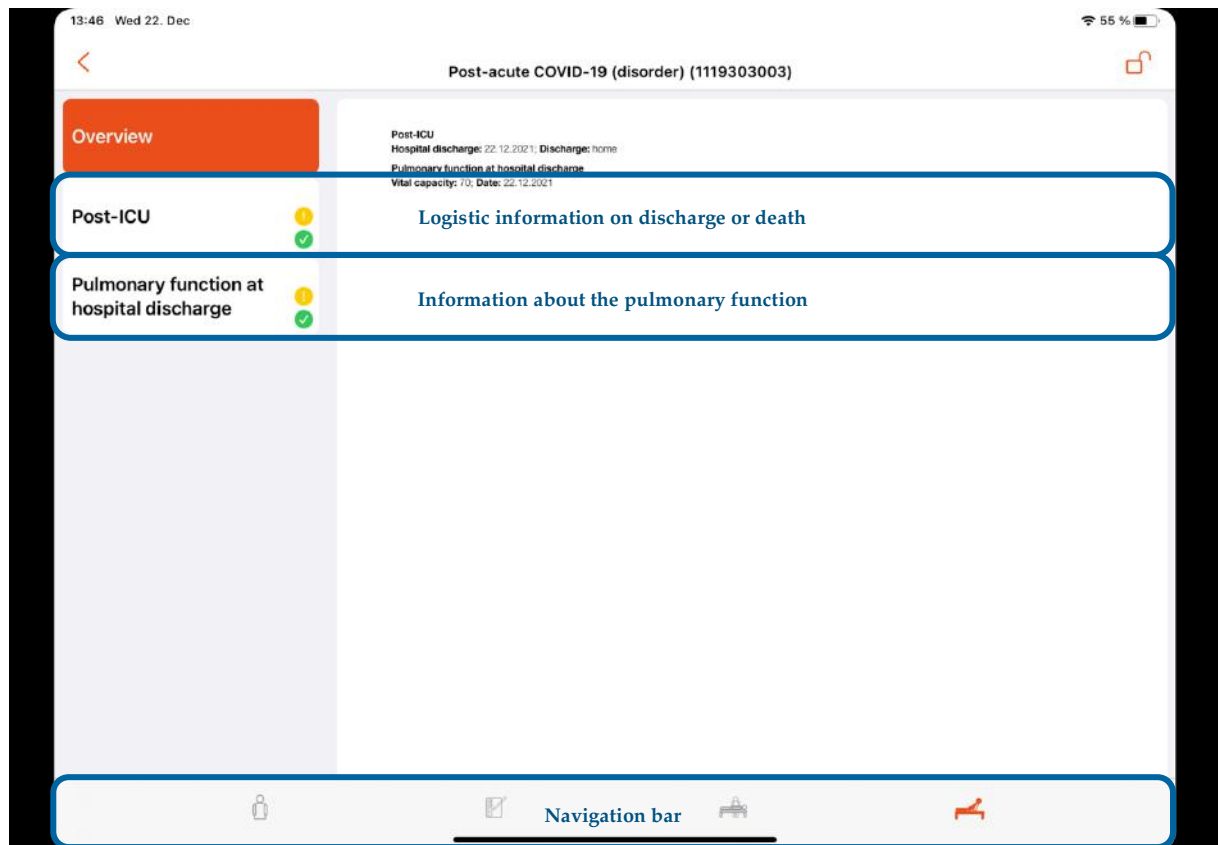 13:46 Wed 22. Dec
55 %
Post-acute COVID-19 (disorder) (1119303003)
Overview
Post-ICU
Hospital discharge: 22.12.2021; Discharge: home
Pulmonary function at hospital discharge
Vital capacity: 70; Date: 22.12.2021
Post-ICU
Logistic information on discharge or death
Pulmonary function at
hospital discharge
Information about the pulmonary function
Navigation bar